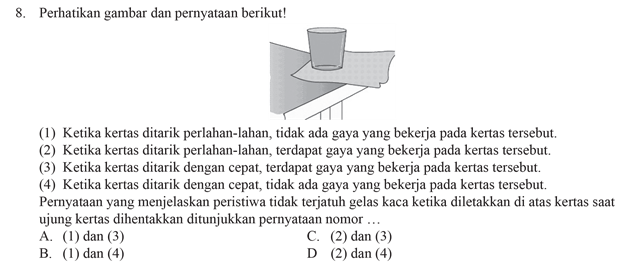 8. Perhatikan gambar dan pernyataan berikut!
(1) Ketika kertas ditarik perlahan-lahan, tidak ada gaya yang bekerja pada kertas tersebut.
(2) Ketika kertas ditarik perlahan-lahan, terdapat gaya yang bekerja pada kertas tersebut.
(3) Ketika kertas ditarik dengan cepat, terdapat gaya yang bekerja pada kertas tersebut.
(4) Ketika kertas ditarik dengan cepat, tidak ada gaya yang bekerja pada kertas tersebut.
Pernyataan yang menjelaskan peristiwa tidak terjatuh gelas kaca ketika diletakkan di atas kertas saat
ujung kertas dihentakkan ditunjukkan pernyataan nomor …
A. (1) dan (3) C. (2) dan (3)
B. (1) dan (4) D (2) dan (4)